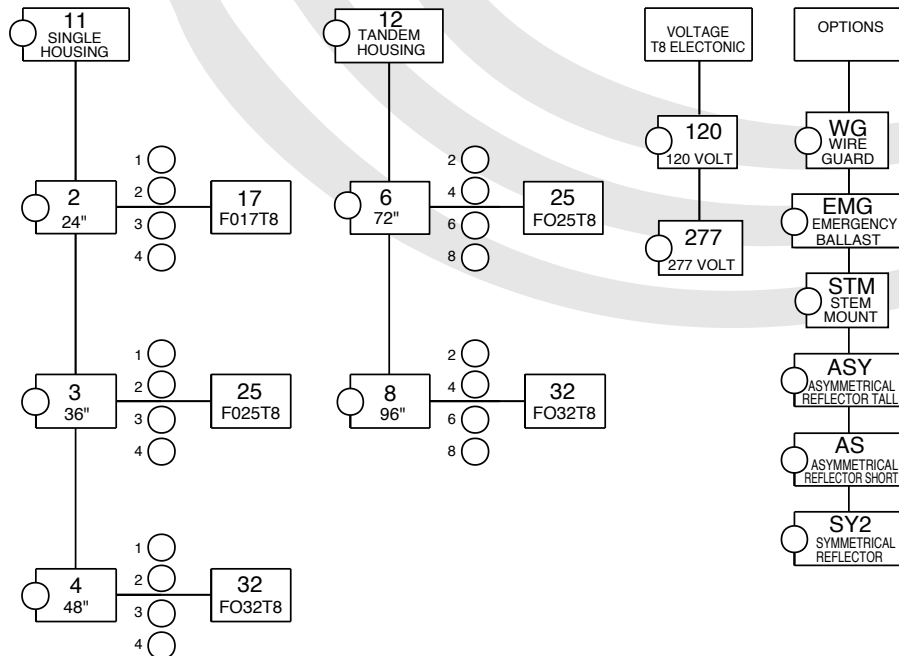 11
SINGLE
HOUSING
1
2
2
24"
3
4
17
F017T8
1
2
3
36"
3
4
25
F025T8
1
2
4
48"
3
4
32
FO32T8
12
TANDEM
HOUSING
2
4
6
72"
6
8
25
FO25T8
2
4
8
96"
6
8
32
FO32T8
VOLTAGE
T8 ELECTONIC
120
120 VOLT
277
277 VOLT
OPTIONS
WG
WIRE
GUARD
EMG
EMERGENCY
BALLAST
STM
STEM
MOUNT
ASY
ASYMMETRICAL
REFLECTOR TALL
AS
ASYMMETRICAL
REFLECTOR SHORT
SY2
SYMMETRICAL
REFLECTOR